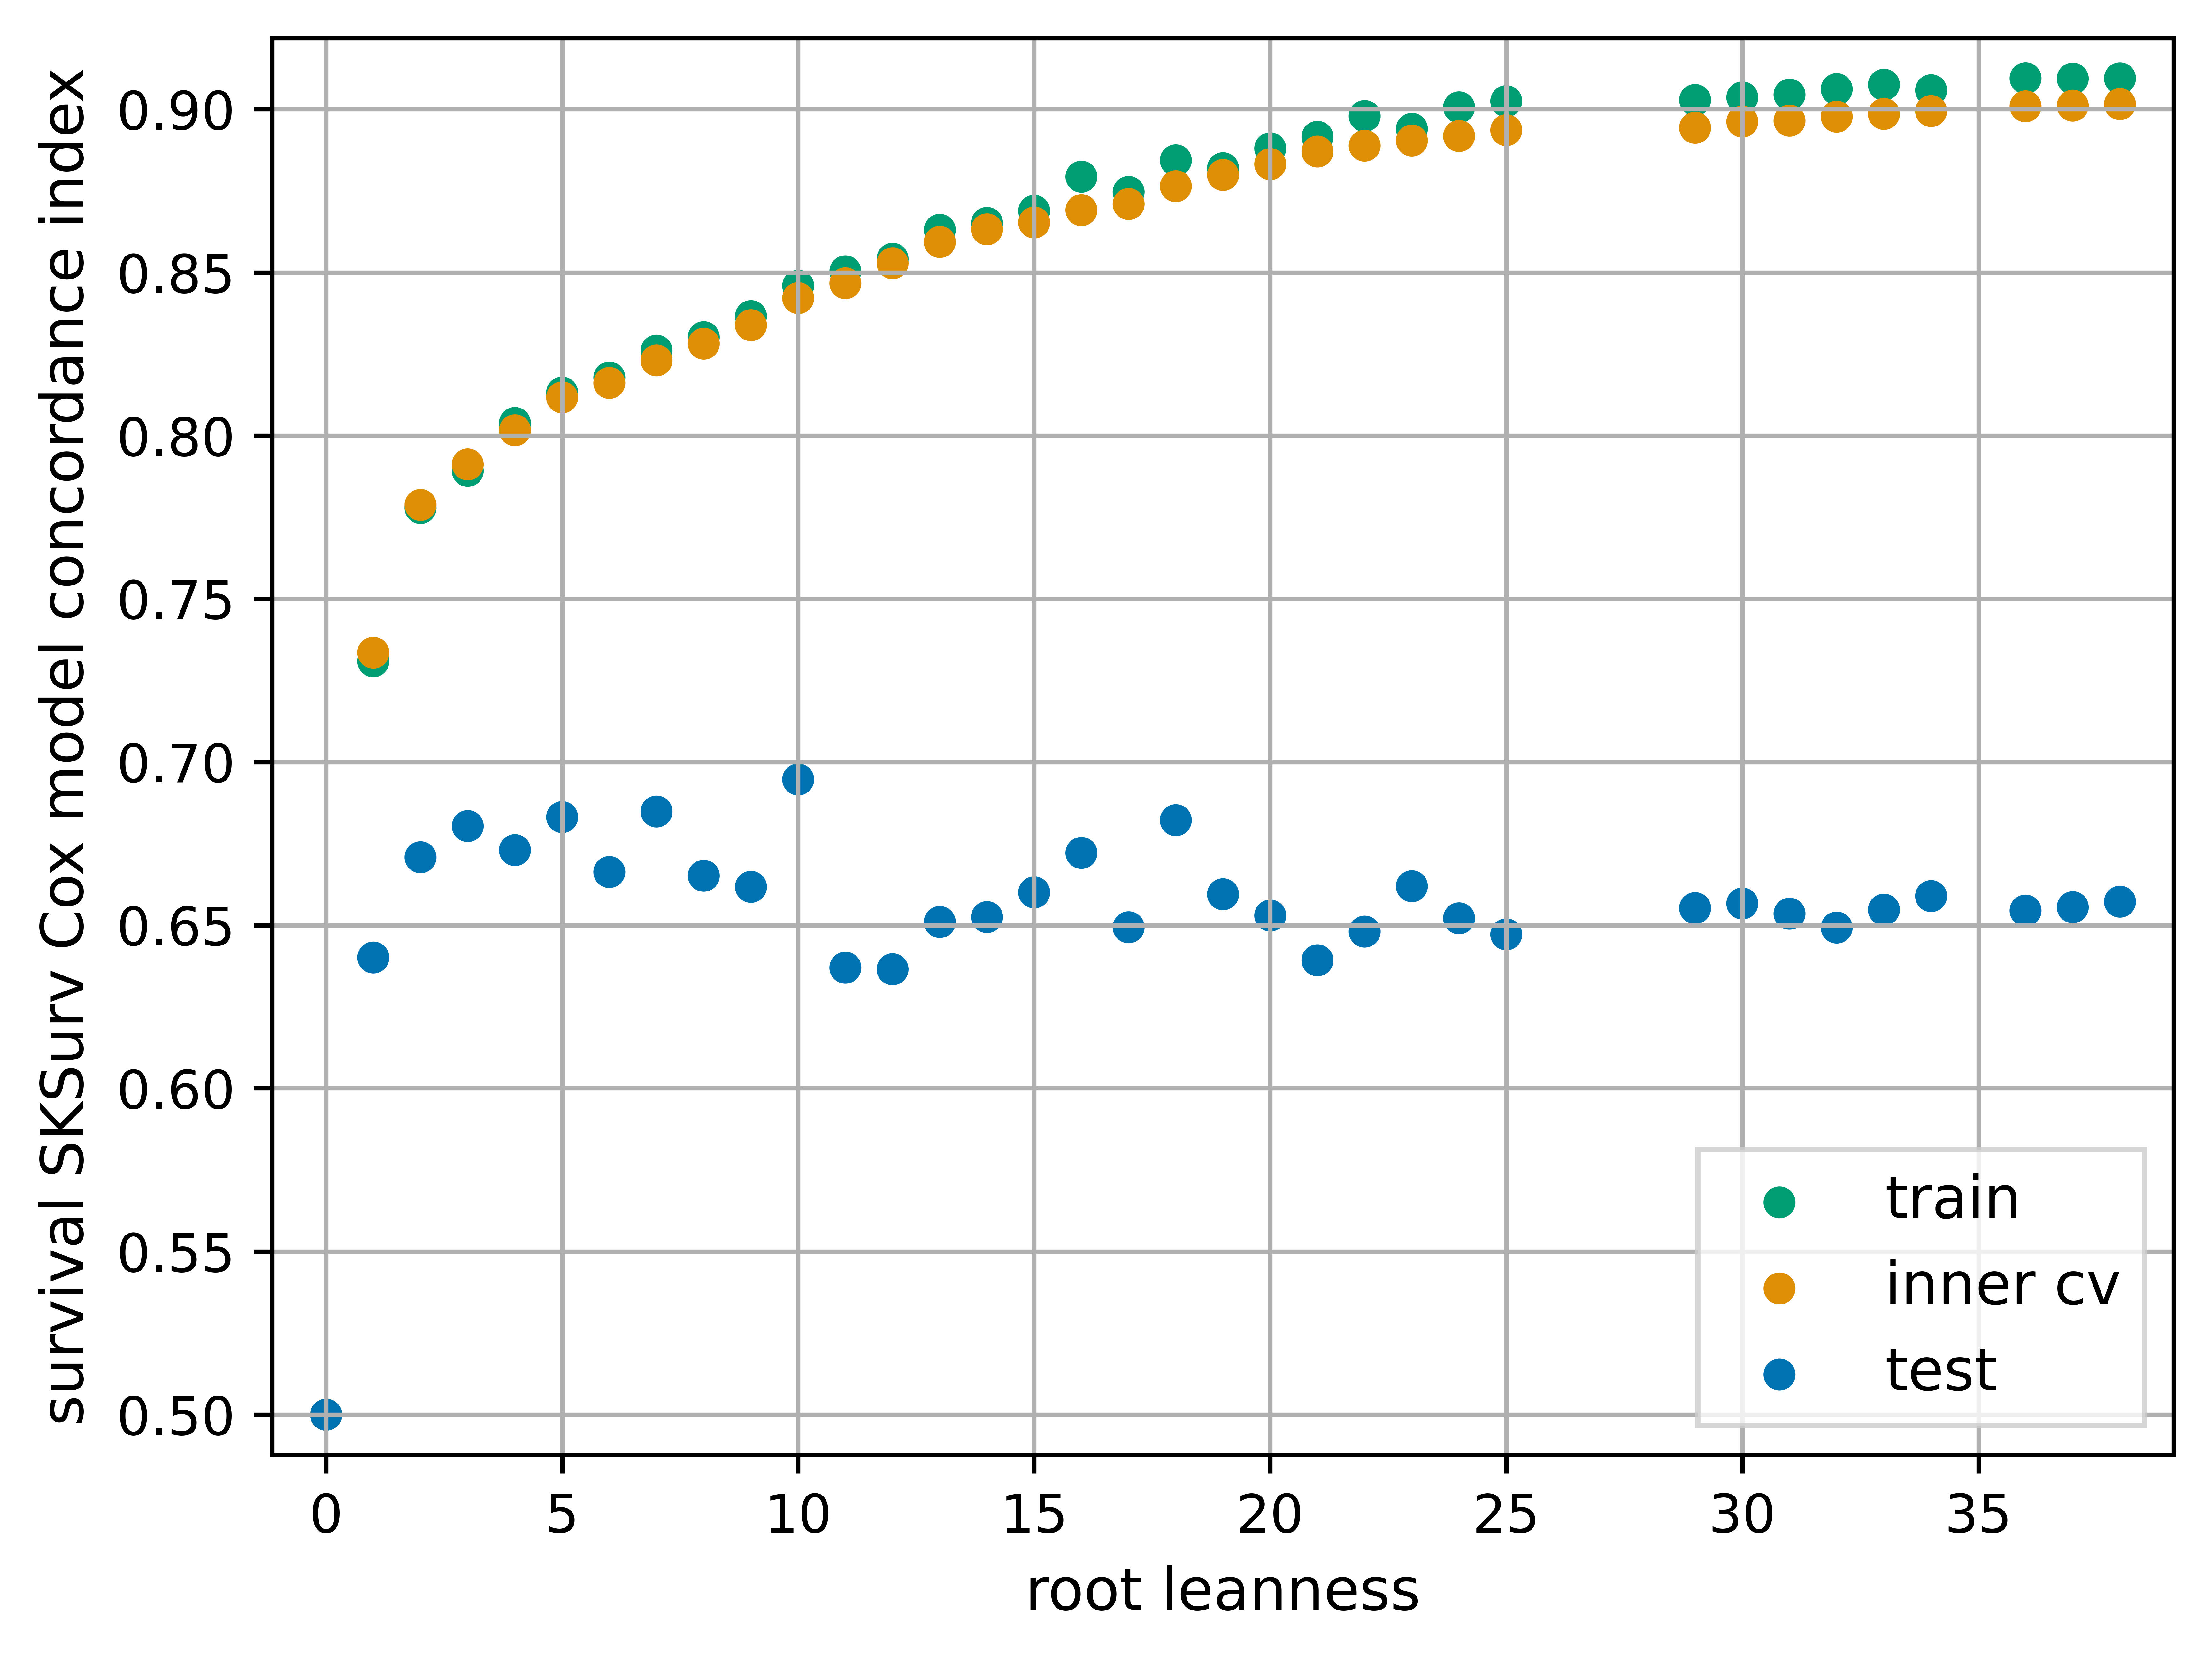 survival SKSurv Cox model concordance index
0.90
0.85
0.80
0.75
0.70
0.65
0.60
0.55
0.50
train
inner cv
test
0 5 10 15 20 25 30 35
root leanness